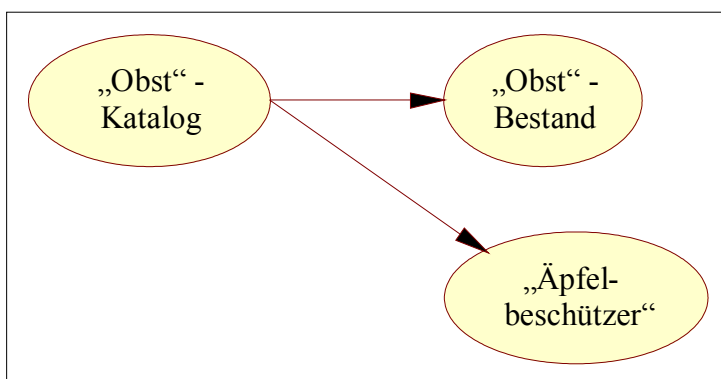 „Obst“ -
Katalog
„Obst“ -
Bestand
„Äpfel-
beschützer“